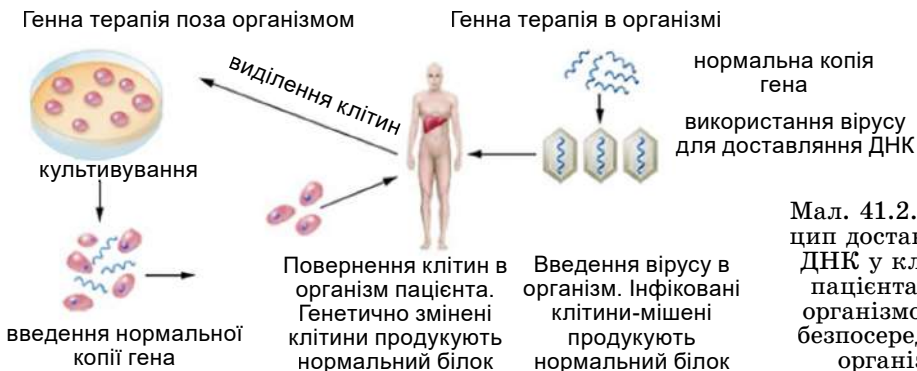 Генна терапія поза організмом
Генна терапія в організмі
виділення клітин
нормальна копія
гена
використання вірусу
для доставляння ДНК
культивування
введення нормальної
копії гена
Повернення клітин в
організм пацієнта.
Генетично змінені
клітини продукують
нормальний білок
Введення вірусу в
організм. Інфіковані
клітини-мішені
продукують
нормальний білок
Мал. 41.2.
цип достав
ДНК у кл
пацієнта
організмо
безпосеред
органі